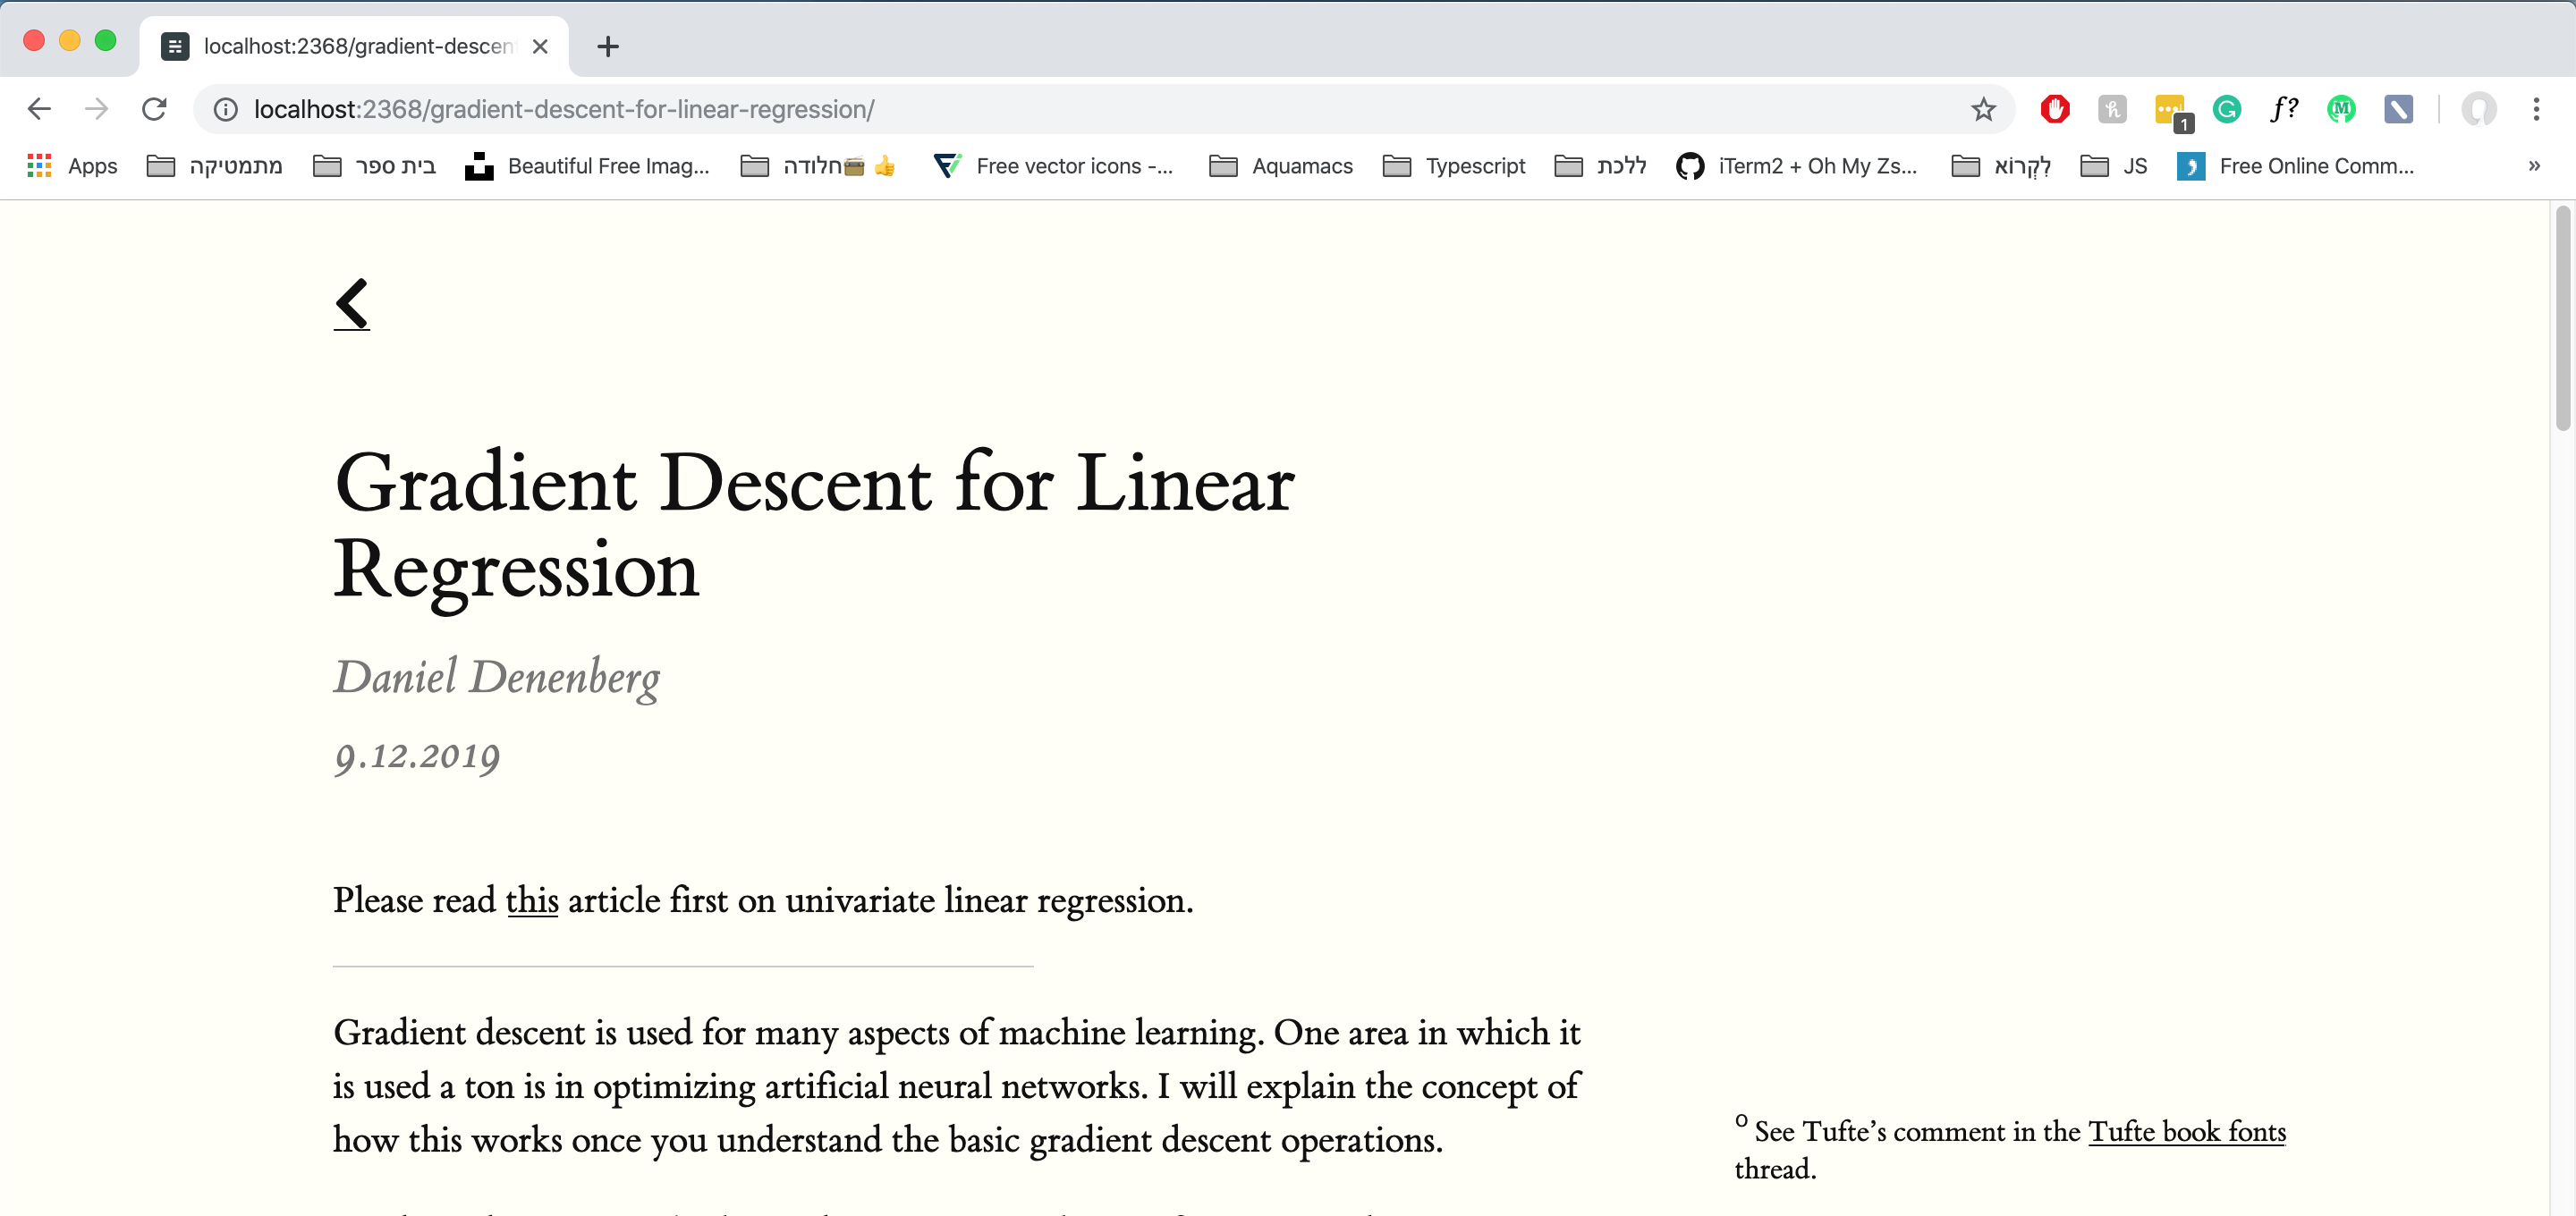 localhost:2368/gradient-descen
localhost:2368/gradient-descent-for-linear-regression/
1
f?
Apps
מתמטיקה
בית ספר
Beautiful Free Imag...
חלודה
Free vector icons -...
Aquamacs
Typescript
ללכת
iTerm2 + Oh My Zs...
לִקְרוֹא
JS
Free Online Comm...
»
Gradient Descent for Linear
Regression
Daniel Denenberg
9.12.2019
Please read this article first on univariate linear regression.
Gradient descent is used for many aspects of machine learning. One area in which it
is used a ton is in optimizing artificial neural networks. I will explain the concept of
how this works once you understand the basic gradient descent operations.
0 See Tufte’s comment in the Tufte book fonts
thread.